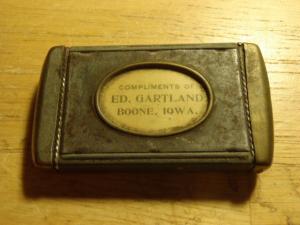 COMPLIMENTS OF
ED. GARTLAND
BOONE, IOWA.